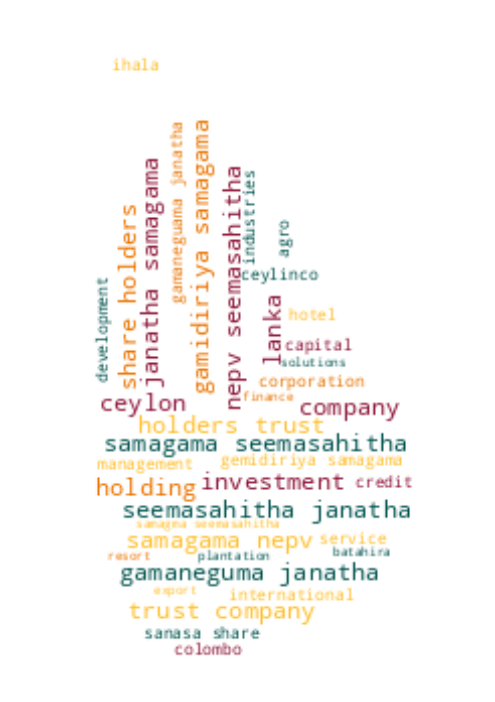 ihala
development
share holders
janatha samagama
gamaneguama janatha
gamidiriya samagama
nepv seemasahitha
industries
agro
ceylinco
lanka
hotel
capital
solutions
corporation
finance
ceylon
company
holders trust
samagama seemasahitha
management
gemidiriya samagama
holding
investment
credit
seemasahitha janatha
samagma seemasahitha
samagama nepv
service
resort
plantation
batahira
gamaneguma janatha
export
international
trust company
sanasa share
colombo